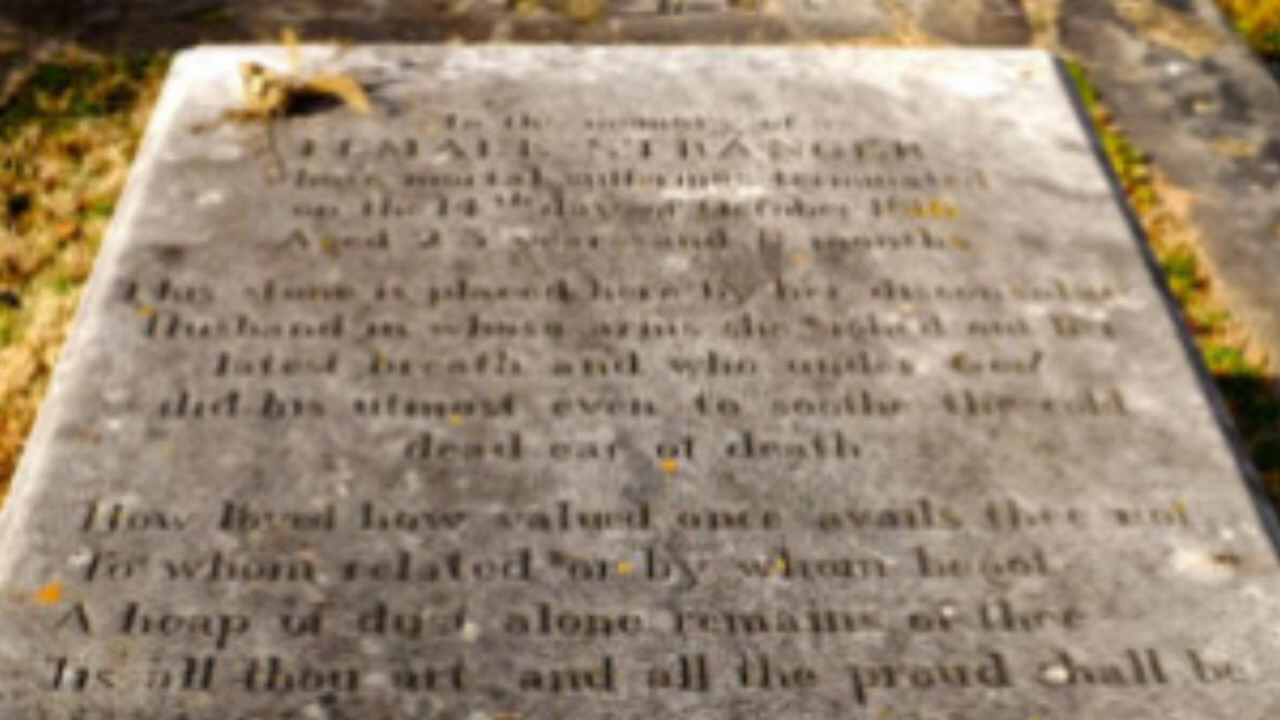 In the memory of
FEMALE STRANGER
whose mortal sufferings terminated
on the 14th day of October
Aged 23 years and 8 months
This stone is placed here by her disconsolate
Husband in whose arms she sighed out her
latest breath and who under God
did his utmost even to soothe the cold
dead ear of death
How loved how valued once avails thee not
To whom related or by whom begot
A heap of dust alone remains of thee
Tis all thou art and all the proud shall be